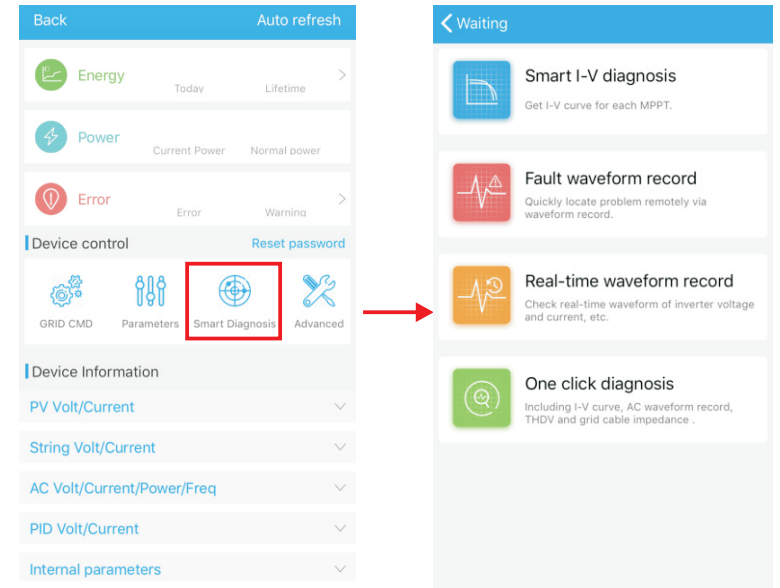 Back
Auto refresh
Energy
Today
Lifetime
Power
Current Power
Normal power
Error
Error
Warning
Device control
Reset password
GRID CMD
Parameters
Smart Diagnosis
Advanced
Device Information
PV Volt/Current
String Volt/Current
AC Volt/Current/Power/Freq
PID Volt/Current
Internal parameters
Waiting
Smart I-V diagnosis
Get I-V curve for each MPPT.
Fault waveform record
Quickly locate problem remotely via
waveform record.
Real-time waveform record
Check real-time waveform of inverter voltage
and current, etc.
One click diagnosis
Including I-V curve, AC waveform record,
THDV and grid cable impedance .